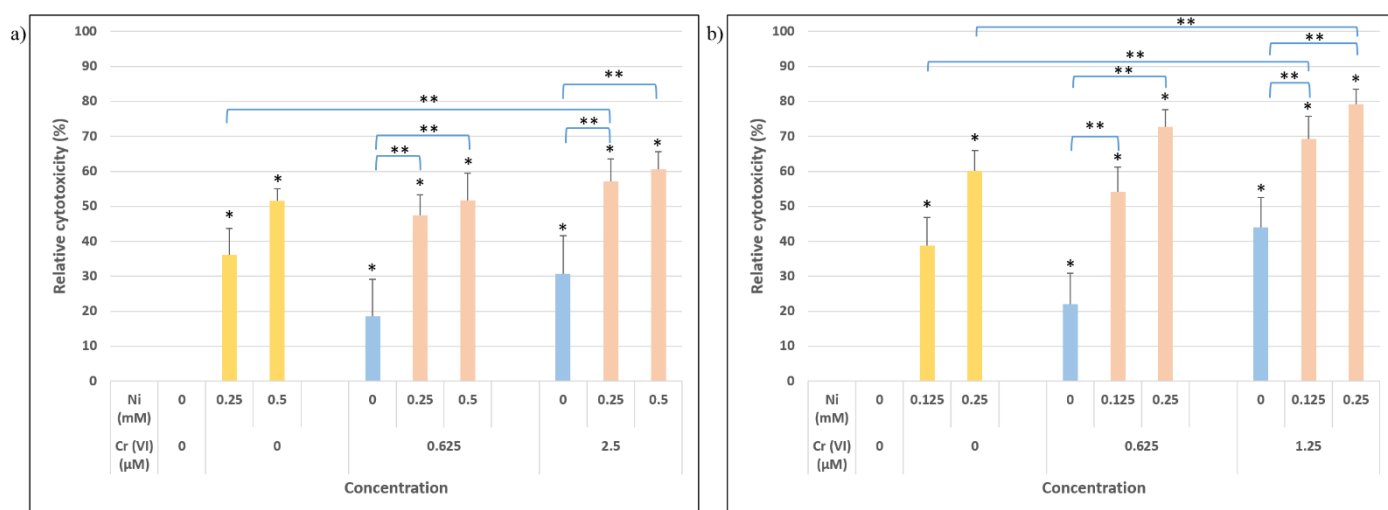 a)
Relative cytotoxicity (%)
100
90
80
70
60
50
40
30
20
10
0
* * * * * * * *
** ** ** ** **
Ni (mM) 0 0.25 0.5 0 0.25 0.5 0 0.25 0.5
Cr (VI) (µM) 0 0 0.625 2.5
Concentration
b)
Relative cytotoxicity (%)
100
90
80
70
60
50
40
30
20
10
0
* * * * * * * *
** ** ** ** ** **
Ni (mM) 0 0.125 0.25 0 0.125 0.25 0 0.125 0.25
Cr (VI) (µM) 0 0 0.625 1.25
Concentration